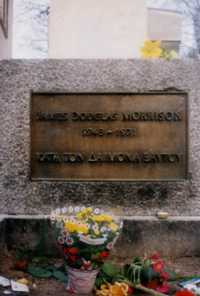 JAMES DOUGLAS MORRISON
1943 - 1971
ΚΑΤΑ ΤΟΝ ΔΑΙΜΟΝΑ ΕΑΥΤΟΥ